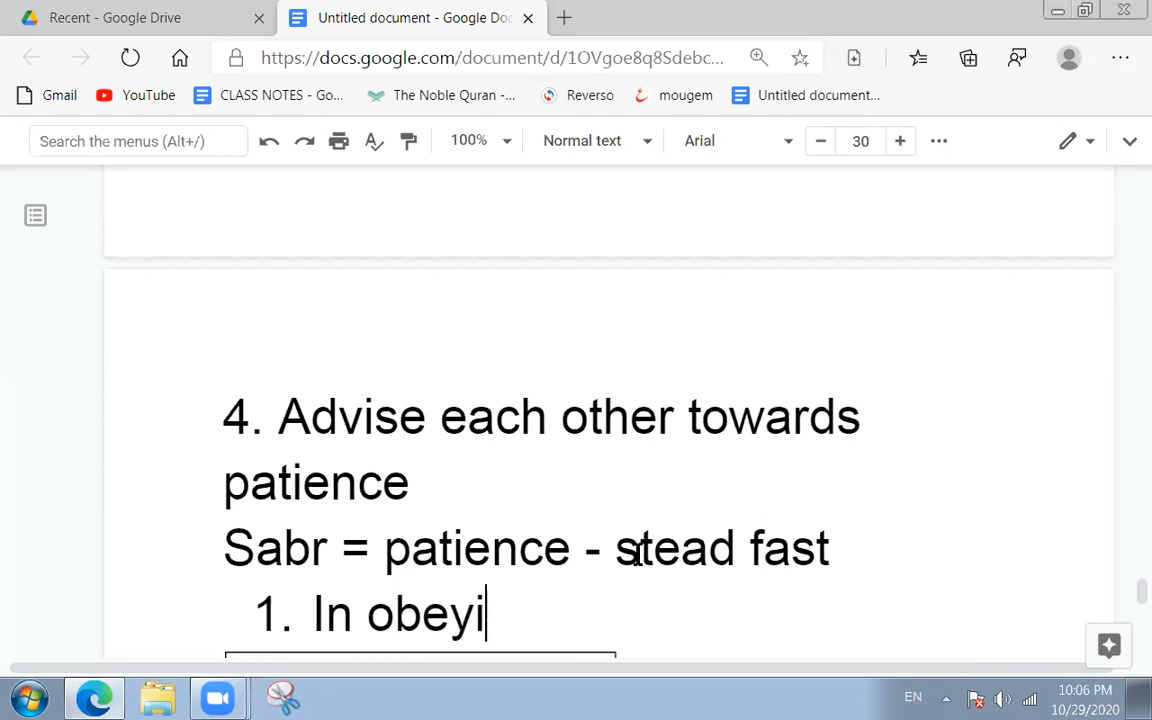 Recent - Google Drive
Untitled document - Google Doc
https://docs.google.com/document/d/1OVgoe8q8Sdebc...
Gmail
YouTube
CLASS NOTES - Go...
The Noble Quran -...
Reverso
mougem
Untitled document...
Search the menus (Alt+/)
100%
Normal text
Arial
30
4. Advise each other towards
patience
Sabr = patience - stead fast
1. In obeyi
EN
10:06 PM
10/29/2020